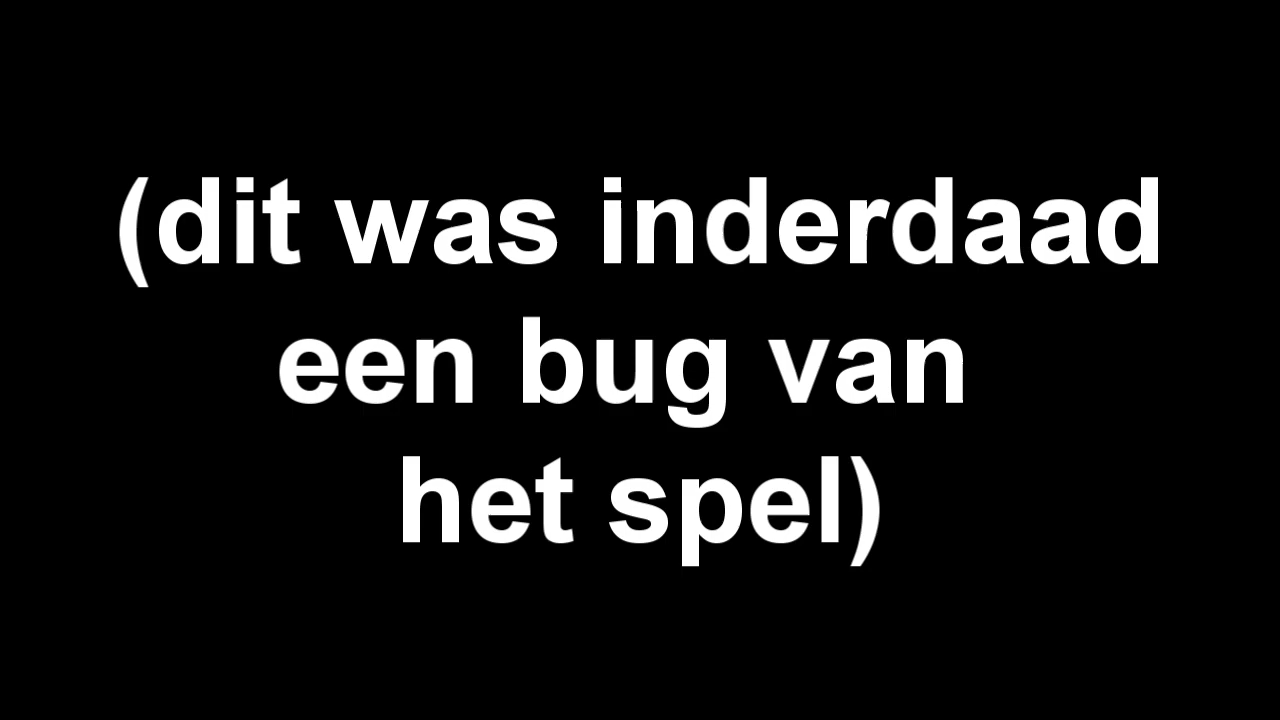 (dit was inderdaad
een bug van
het spel)